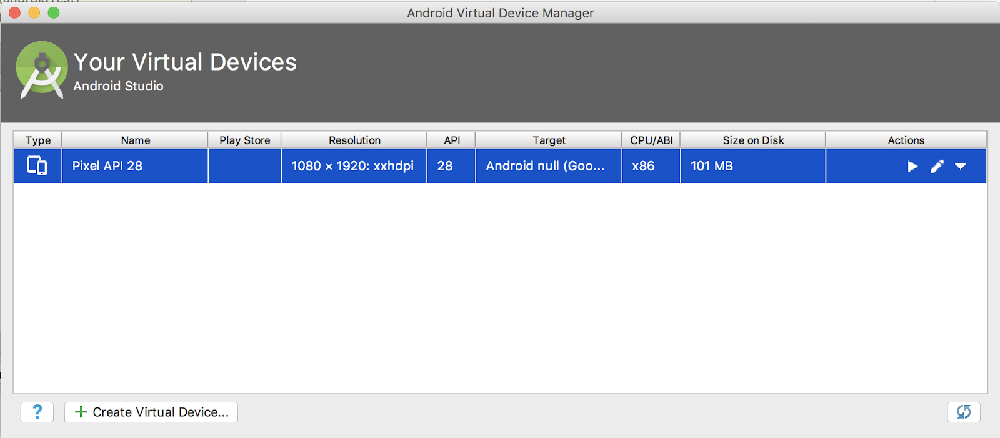 Android Virtual Device Manager
Your Virtual Devices
Android Studio
Type Name Play Store Resolution API Target CPU/ABI Size on Disk Actions
Pixel API 28 1080 × 1920: xxhdpi 28 Android null (Goo... x86 101 MB
? Create Virtual Device...